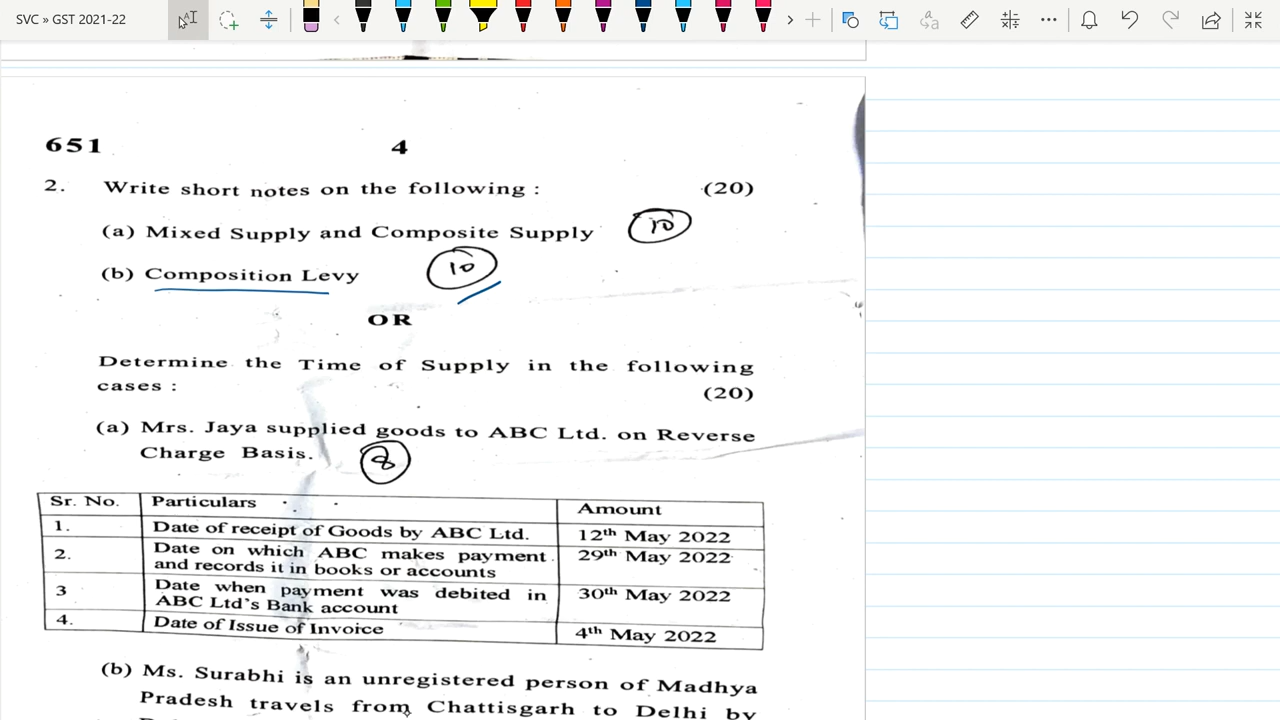 SVC » GST 2021-22
651
4
2. Write short notes on the following : (20)
(a) Mixed Supply and Composite Supply 10
(b) Composition Levy 10
OR
Determine the Time of Supply in the following
cases : (20)
(a) Mrs. Jaya supplied goods to ABC Ltd. on Reverse
Charge Basis. 8
Sr. No. Particulars Amount
1. Date of receipt of Goods by ABC Ltd. 12th May 2022
2. Date on which ABC makes payment 29th May 2022
and records it in books or accounts
3 Date when payment was debited in 30th May 2022
ABC Ltd's Bank account
4. Date of Issue of Invoice 4th May 2022
(b) Ms. Surabhi is an unregistered person of Madhya
Pradesh travels from Chattisgarh to Delhi by